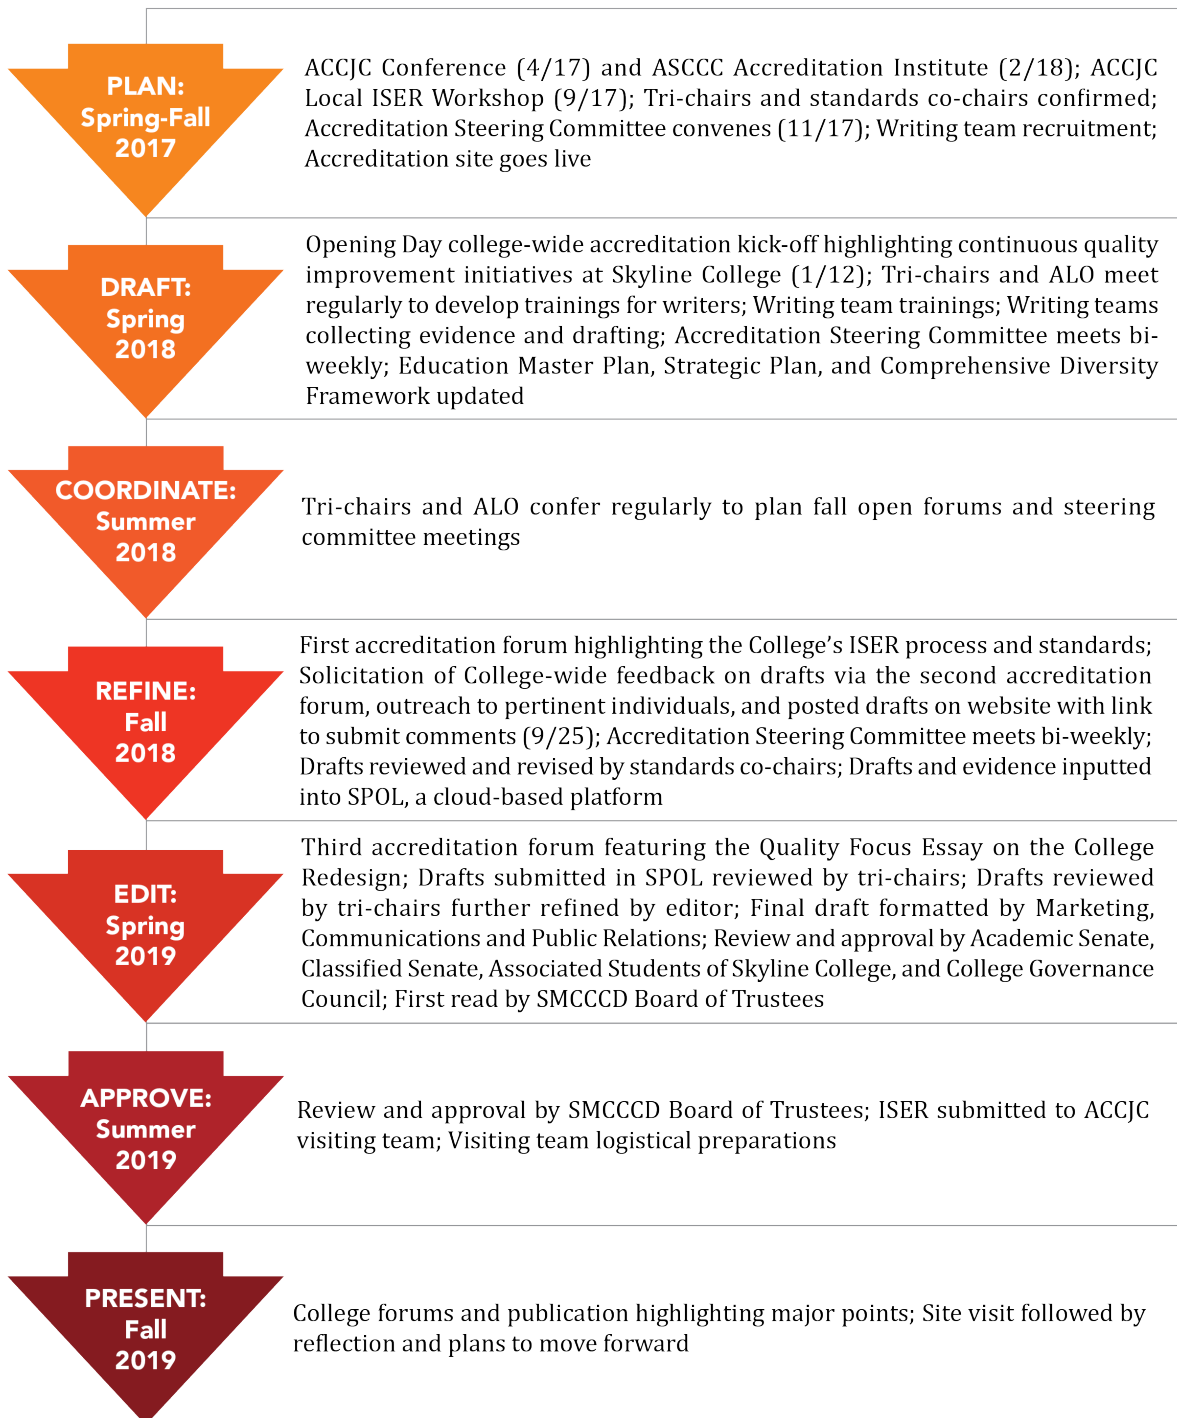 PLAN:
Spring-Fall
2017
ACCJC Conference (4/17) and ASCCC Accreditation Institute (2/18); ACCJC
Local ISER Workshop (9/17); Tri-chairs and standards co-chairs confirmed;
Accreditation Steering Committee convenes (11/17); Writing team recruitment;
Accreditation site goes live
DRAFT:
Spring
2018
Opening Day college-wide accreditation kick-off highlighting continuous quality
improvement initiatives at Skyline College (1/12); Tri-chairs and ALO meet
regularly to develop trainings for writers; Writing team trainings; Writing teams
collecting evidence and drafting; Accreditation Steering Committee meets bi-
weekly; Education Master Plan, Strategic Plan, and Comprehensive Diversity
Framework updated
COORDINATE:
Summer
2018
Tri-chairs and ALO confer regularly to plan fall open forums and steering
committee meetings
REFINE:
Fall
2018
First accreditation forum highlighting the College’s ISER process and standards;
Solicitation of College-wide feedback on drafts via the second accreditation
forum, outreach to pertinent individuals, and posted drafts on website with link
to submit comments (9/25); Accreditation Steering Committee meets bi-weekly;
Drafts reviewed and revised by standards co-chairs; Drafts and evidence inputted
into SPOL, a cloud-based platform
EDIT:
Spring
2019
Third accreditation forum featuring the Quality Focus Essay on the College
Redesign; Drafts submitted in SPOL reviewed by tri-chairs; Drafts reviewed
by tri-chairs further refined by editor; Final draft formatted by Marketing,
Communications and Public Relations; Review and approval by Academic Senate,
Classified Senate, Associated Students of Skyline College, and College Governance
Council; First read by SMCCCD Board of Trustees
APPROVE:
Summer
2019
Review and approval by SMCCCD Board of Trustees; ISER submitted to ACCJC
visiting team; Visiting team logistical preparations
PRESENT:
Fall
2019
College forums and publication highlighting major points; Site visit followed by
reflection and plans to move forward